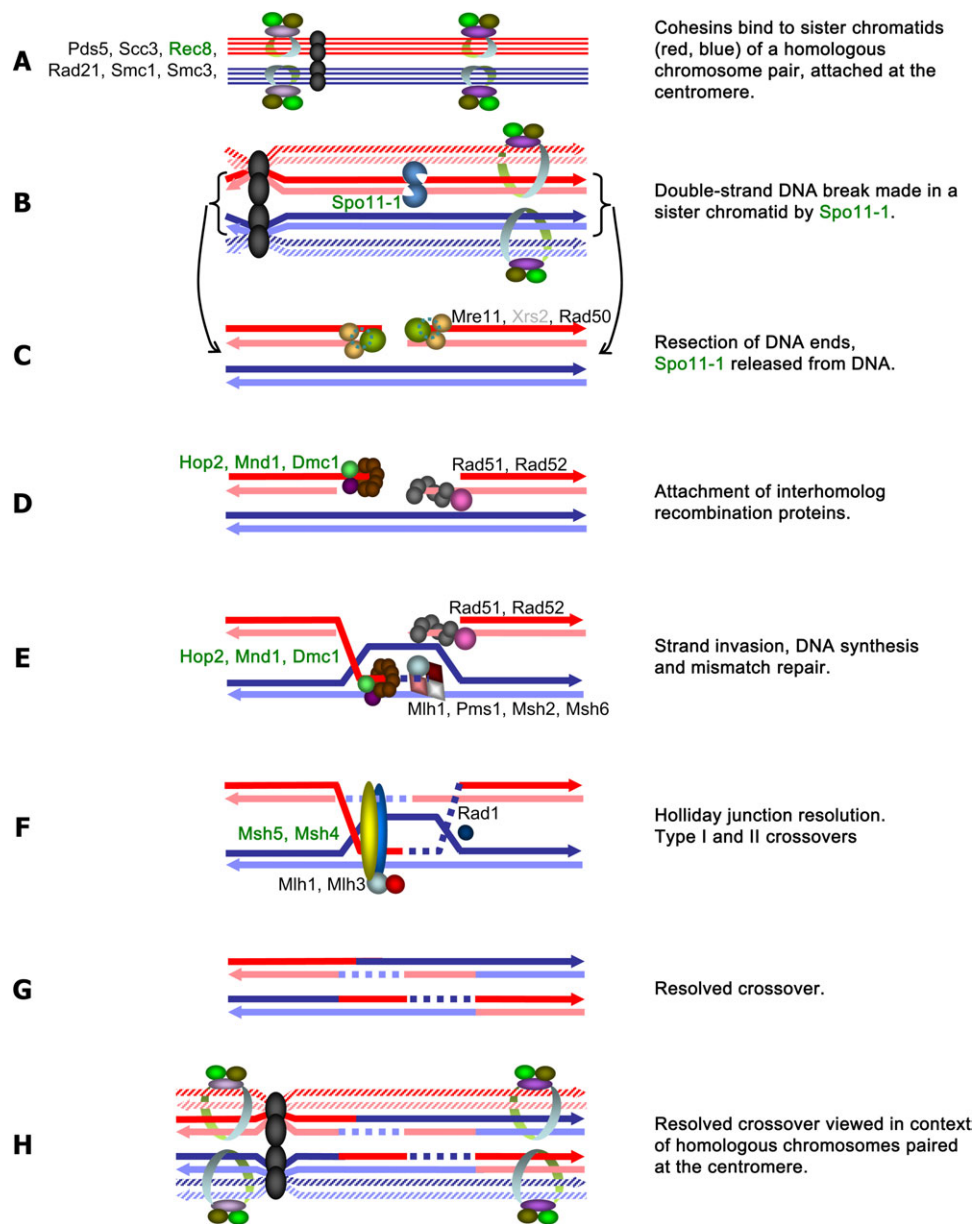 A
Pds5, Scc3, Rec8,
Rad21, Smc1, Smc3,
Cohesins bind to sister chromatids
(red, blue) of a homologous
chromosome pair, attached at the
centromere.
B
Spo11-1
Double-strand DNA break made in a
sister chromatid by Spo11-1.
C
Mre11, Xrs2, Rad50
Resection of DNA ends,
Spo11-1 released from DNA.
D
Hop2, Mnd1, Dmc1
Rad51, Rad52
Attachment of interhomolog
recombination proteins.
E
Rad51, Rad52
Hop2, Mnd1, Dmc1
Mlh1, Pms1, Msh2, Msh6
Strand invasion, DNA synthesis
and mismatch repair.
F
Rad1
Msh5, Msh4
Mlh1, Mlh3
Holliday junction resolution.
Type I and II crossovers
G
Resolved crossover.
H
Resolved crossover viewed in context
of homologous chromosomes paired
at the centromere.